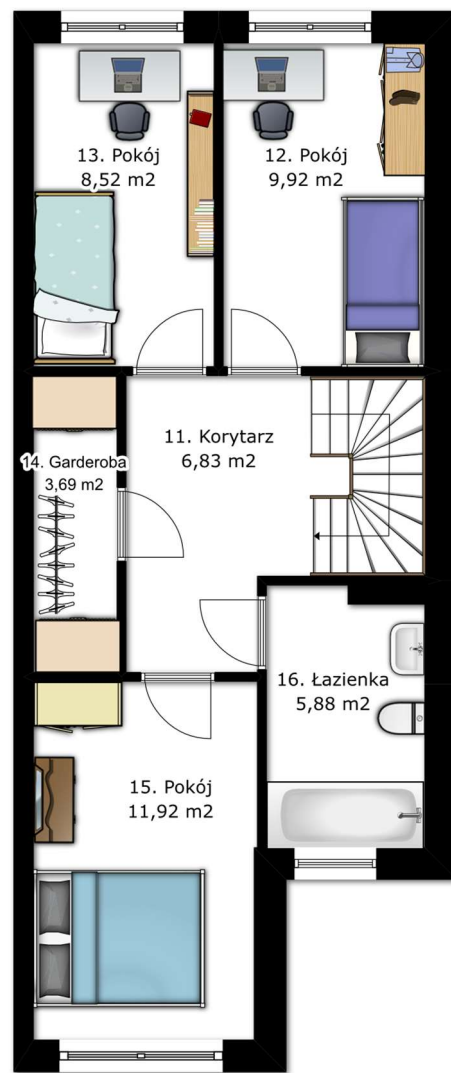 13. Pokój
8,52 m2
12. Pokój
9,92 m2
11. Korytarz
6,83 m2
14. Garderoba
3,69 m2
16. Łazienka
5,88 m2
15. Pokój
11,92 m2